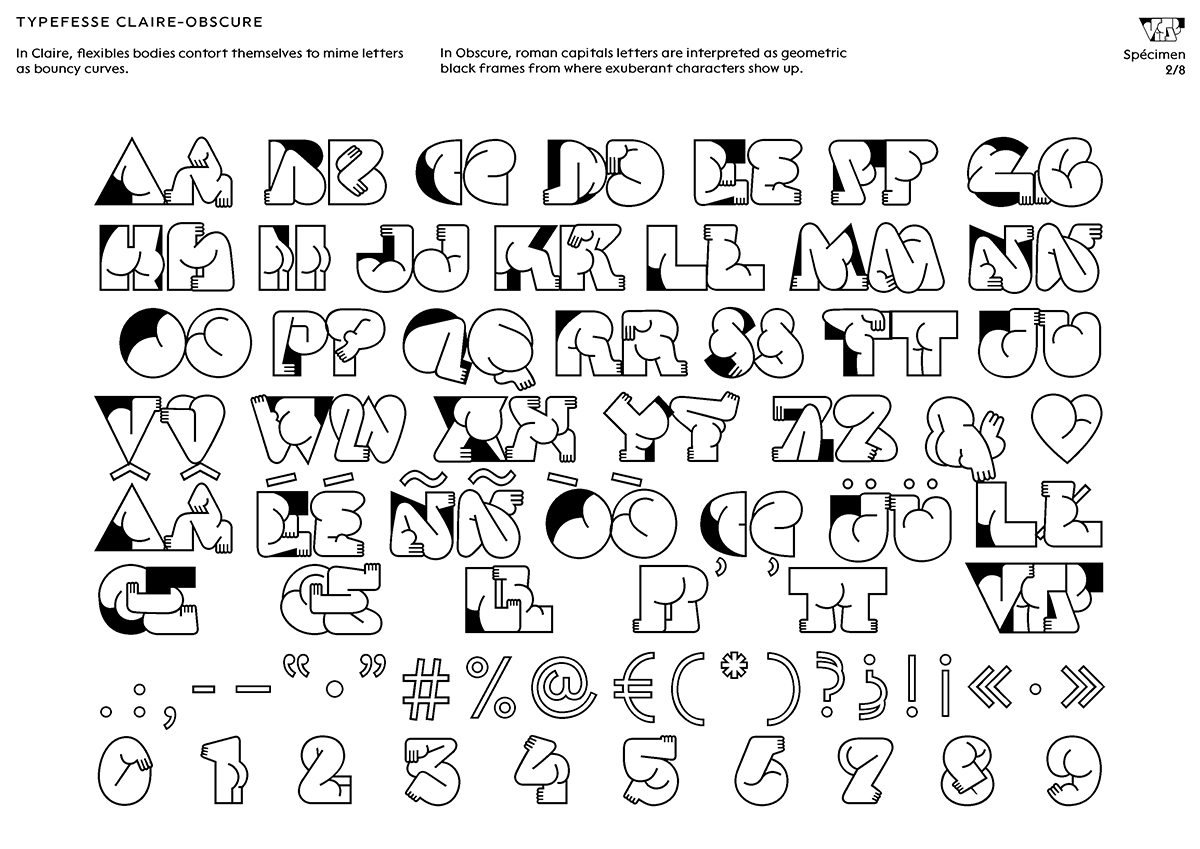 TYPEFESSE CLAIRE-OBSCURE
In Claire, flexibles bodies contort themselves to mime letters
as bouncy curves.
In Obscure, roman capitals letters are interpreted as geometric
black frames from where exuberant characters show up.
Spécimen
2/8
AA BB CC DD EE FF GG
HH II JJ KK LL MM NN
OO PP QQ RR SS TT UU
VV WW XX YY ZZ & ♡
ÂÂ ÉÉ ÑÑ ÒÒ ÇÇ ÜÜ ŁŁ
Œ Œ
. : , - – “ · ” # % @ € ( * ) ? ¿ ! ¡ « · »
0 1 2 3 4 5 6 7 8 9